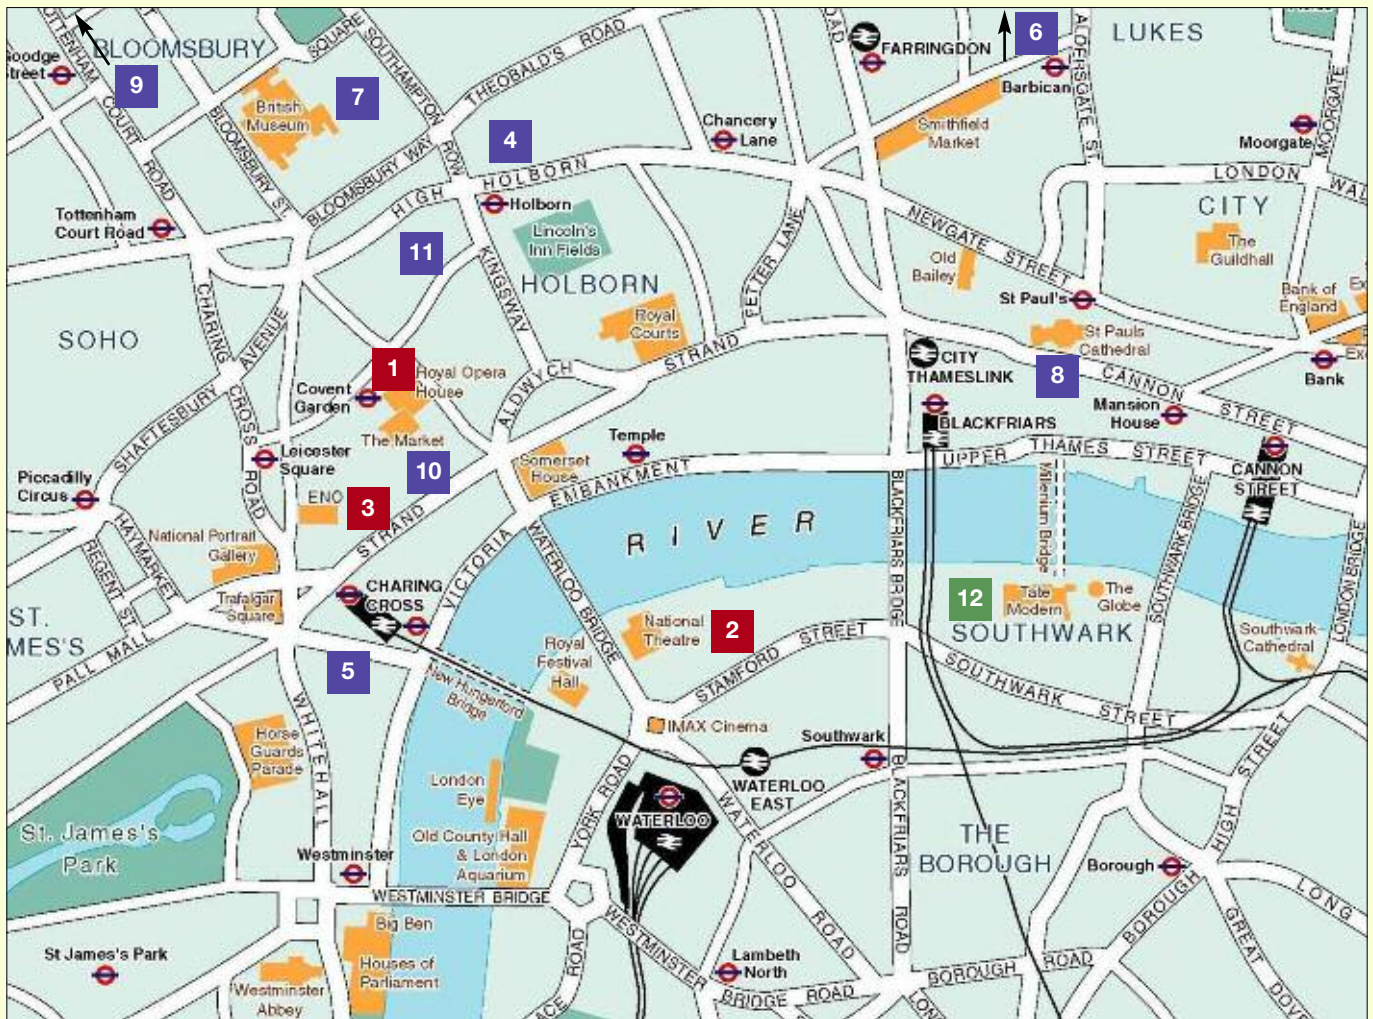 BLOOMSBURY
SQUARE
SOUTHAMPTON
ROW
THEOBALD'S ROAD
ROAD
FARRINGDON
6
ALDERSGATE ST
LUKES
Goodge
Street
TOTTENHAM
COURT
ROAD
9
British
Museum
7
BLOOMSBURY ST
BLOOMSBURY WAY
4
Chancery
Lane
Barbican
Smithfield
Market
Moorgate
MOORGATE
HIGH HOLBORN
Holborn
LONDON
WAL
CITY
Tottenham
Court Road
11
Lincoln's
Inn Fields
HOLBORN
KINGSWAY
FETTER LANE
NEWGATE STREET
Old
Bailey
The
Guildhall
St Paul's
Bank of
England
Ex
SOHO
CHARING
CROSS
ROAD
SHAFTESBURY AVENUE
1
Royal Opera
House
Covent
Garden
The Market
ALDWYCH
Royal
Courts
STRAND
CITY
THAMESLINK
St Pauls
Cathedral
8
CANNON
STREET
Exc
Bank
Mansion
House
BLACKFRIARS
Leicester
Square
10
Somerset
House
Temple
EMBANKMENT
UPPER THAMES STREET
CANNON
STREET
Piccadilly
Circus
ENO
3
STRAND
HAYMARKET
REGENT ST
National Portrait
Gallery
Trafalgar
Square
CHARING
CROSS
VICTORIA
WATERLOO BRIDGE
RIVER
BLACKFRIARS BRIDGE
Millenium Bridge
SOUTHWARK BRIDGE
LONDON BRIDGE
12
Tate
Modern
The
Globe
SOUTHWARK
Southwark
Cathedral
ST.
MES'S
PALL MALL
5
New Hungerford
Bridge
Royal
Festival
Hall
National
Theatre
2
STAMFORD STREET
SOUTHWARK STREET
WHITEHALL
Horse
Guards
Parade
IMAX Cinema
Southwark
WATERLOO
EAST
London
Eye
YORK ROAD
WATERLOO
WATERLOO ROAD
BLACKFRIARS ROAD
THE
BOROUGH
HIGH STREET
St. James's
Park
Old County Hall
& London
Aquarium
Westminster
WESTMINSTER BRIDGE
Borough
BOROUGH
LONG
Big Ben
Houses of
Parliament
St James's Park
Westminster
Abbey
WESTMINSTER
BRIDGE ROAD
ROAD
ACE
Lambeth
North
BOROUGH ROAD
LON
GREAT DOVE